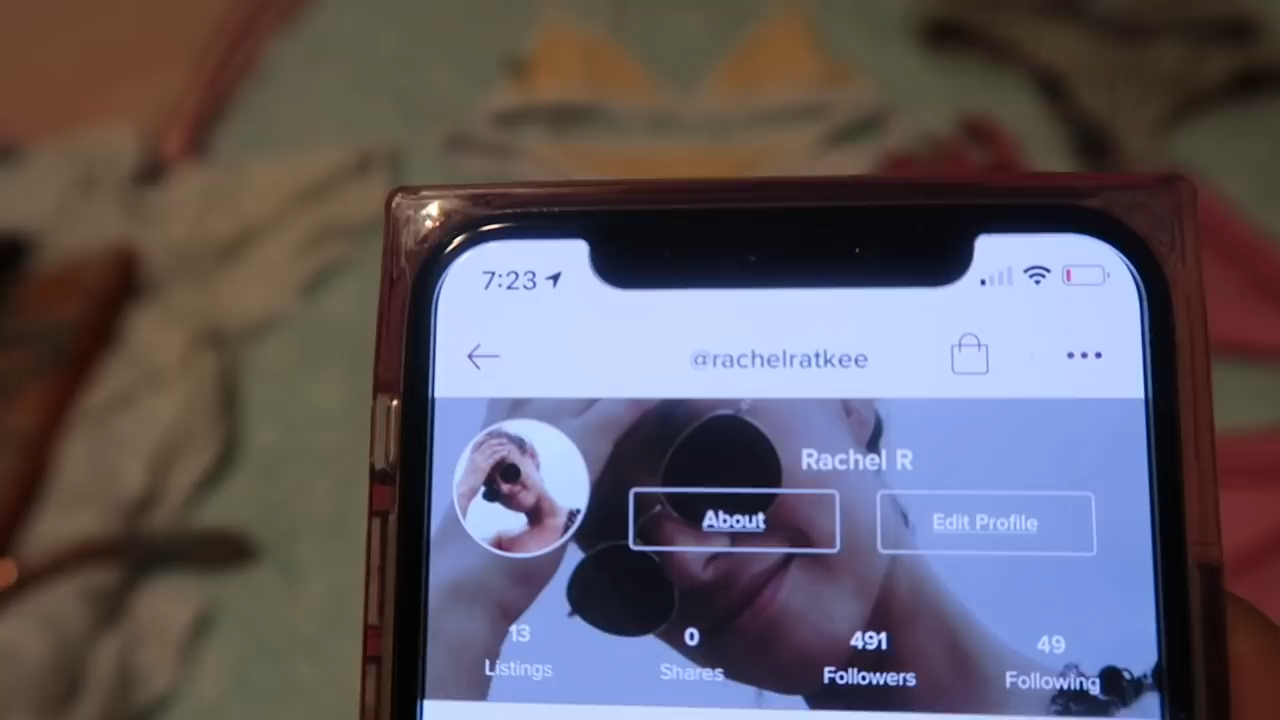 7:23
@rachelratkee
Rachel R
About
Edit Profile
13
0
491
49
Listings
Shares
Followers
Following